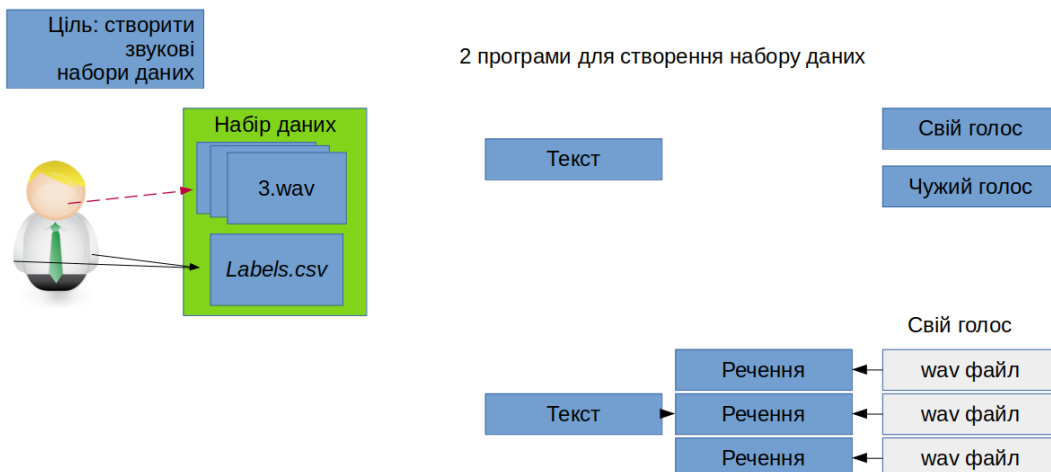 Ціль: створити
звукові
набори даних
2 програми для створення набору даних
Набір даних
3.wav
Labels.csv
Текст
Свій голос
Чужий голос
Свій голос
Речення
wav файл
Текст
Речення
wav файл
Речення
wav файл